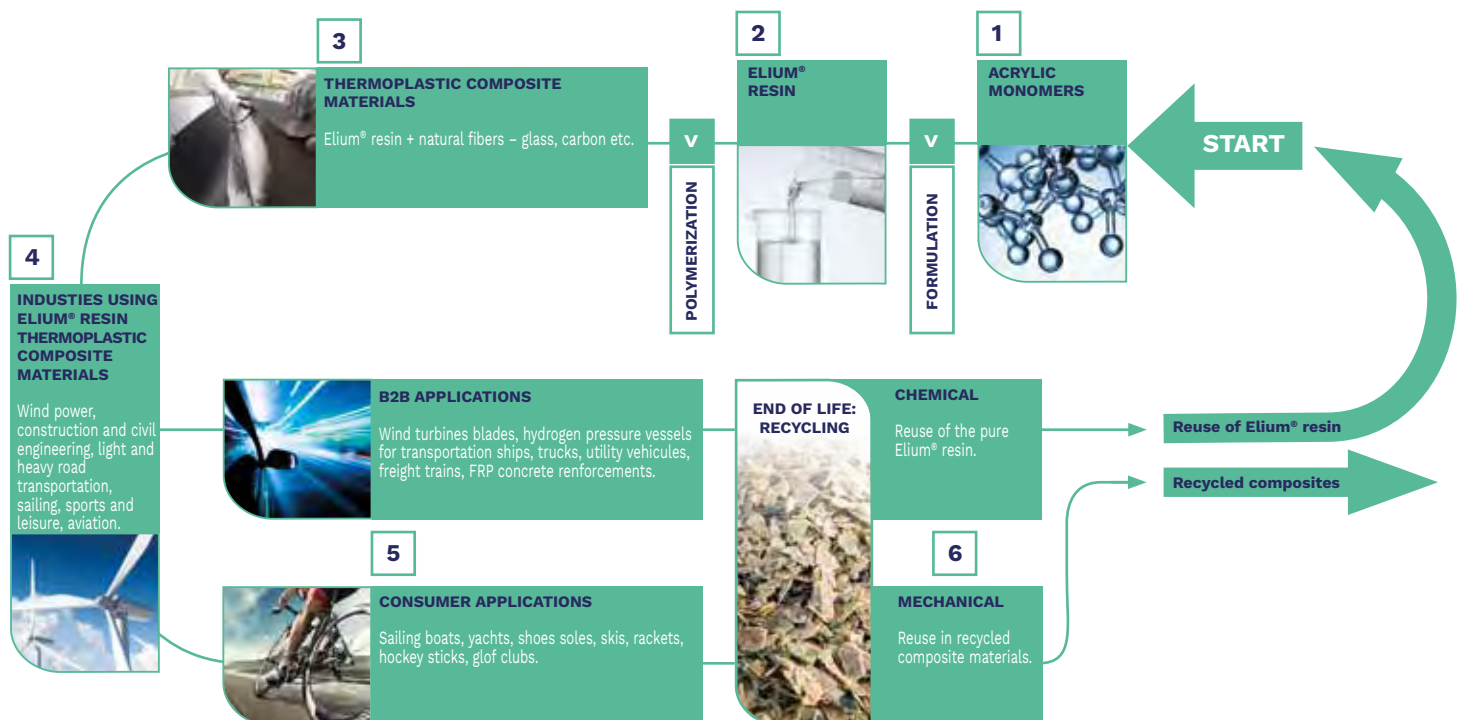 1
ACRYLIC
MONOMERS
START
V
FORMULATION
2
ELIUM®
RESIN
V
POLYMERIZATION
3
THERMOPLASTIC COMPOSITE
MATERIALS
Elium® resin + natural fibers – glass, carbon etc.
4
INDUSTIES USING
ELIUM® RESIN
THERMOPLASTIC
COMPOSITE
MATERIALS
Wind power,
construction and civil
engineering, light and
heavy road
transportation,
sailing, sports and
leisure, aviation.
B2B APPLICATIONS
Wind turbines blades, hydrogen pressure vessels
for transportation ships, trucks, utility vehicules,
freight trains, FRP concrete renforcements.
5
CONSUMER APPLICATIONS
Sailing boats, yachts, shoes soles, skis, rackets,
hockey sticks, glof clubs.
END OF LIFE:
RECYCLING
CHEMICAL
Reuse of the pure
Elium® resin.
6
MECHANICAL
Reuse in recycled
composite materials.
Reuse of Elium® resin
Recycled composites